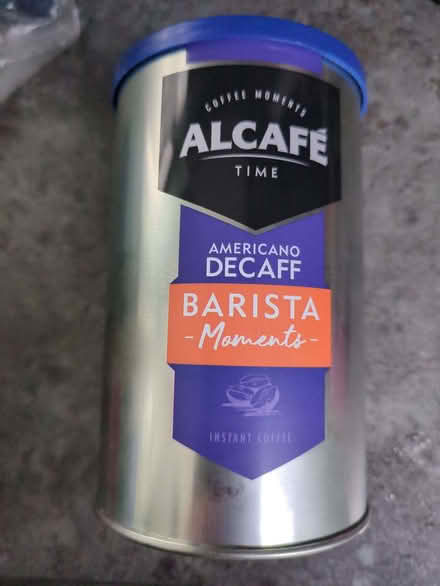 COFFEE MOMENTS
ALCAFÉ
TIME
AMERICANO
DECAFF
BARISTA
- Moments -
INSTANT COFFEE